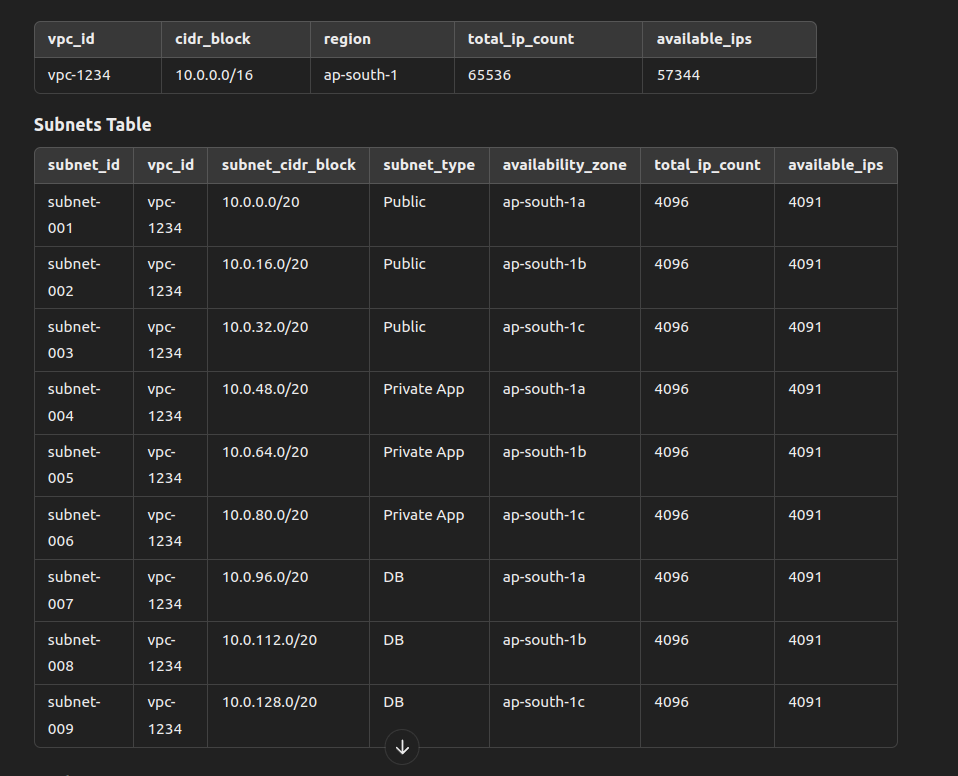 vpc_id cidr_block region total_ip_count available_ips
vpc-1234 10.0.0.0/16 ap-south-1 65536 57344
Subnets Table
subnet_id vpc_id subnet_cidr_block subnet_type availability_zone total_ip_count available_ips
subnet- vpc- 10.0.0.0/20 Public ap-south-1a 4096 4091
001 1234
subnet- vpc- 10.0.16.0/20 Public ap-south-1b 4096 4091
002 1234
subnet- vpc- 10.0.32.0/20 Public ap-south-1c 4096 4091
003 1234
subnet- vpc- 10.0.48.0/20 Private App ap-south-1a 4096 4091
004 1234
subnet- vpc- 10.0.64.0/20 Private App ap-south-1b 4096 4091
005 1234
subnet- vpc- 10.0.80.0/20 Private App ap-south-1c 4096 4091
006 1234
subnet- vpc- 10.0.96.0/20 DB ap-south-1a 4096 4091
007 1234
subnet- vpc- 10.0.112.0/20 DB ap-south-1b 4096 4091
008 1234
subnet- vpc- 10.0.128.0/20 DB ap-south-1c 4096 4091
009 1234